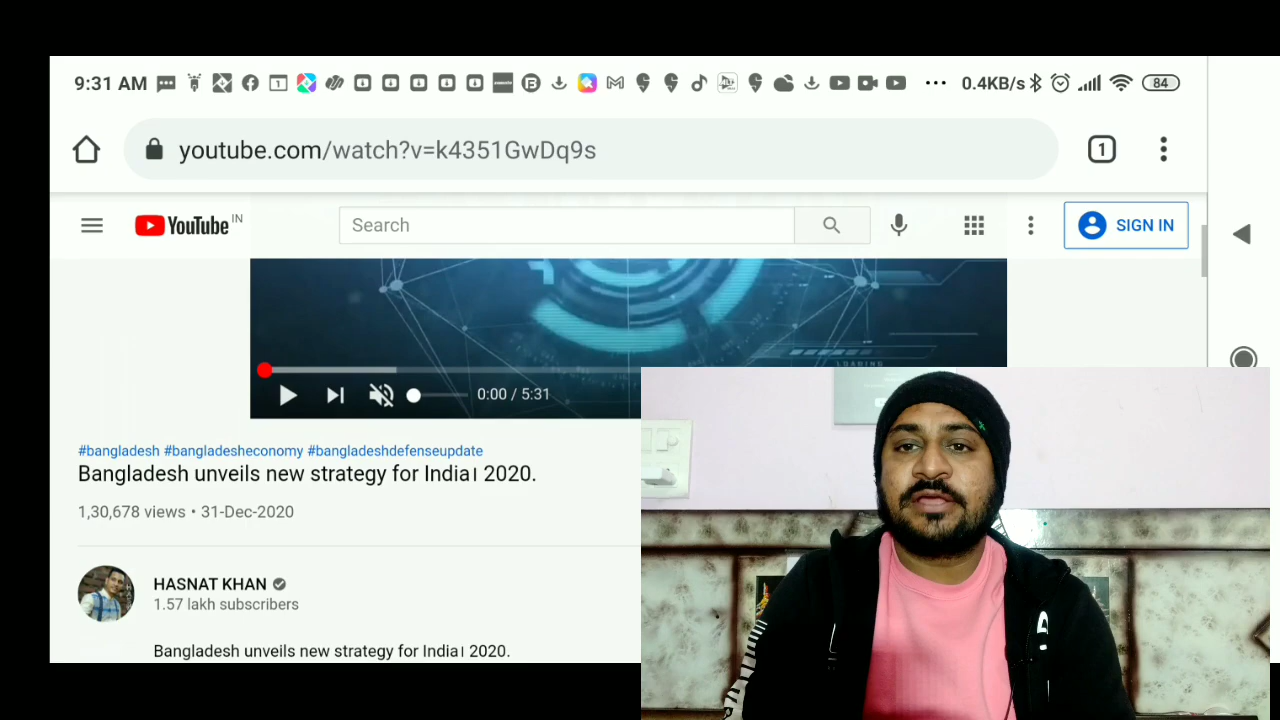 9:31 AM
0.4KB/s
84
youtube.com/watch?v=k4351GwDq9s
1
YouTube IN
Search
SIGN IN
LOADING
0:00 / 5:31
#bangladesh #bangladesheconomy #bangladeshdefenseupdate
Bangladesh unveils new strategy for India। 2020.
1,30,678 views • 31-Dec-2020
HASNAT KHAN
1.57 lakh subscribers
Bangladesh unveils new strategy for India। 2020.